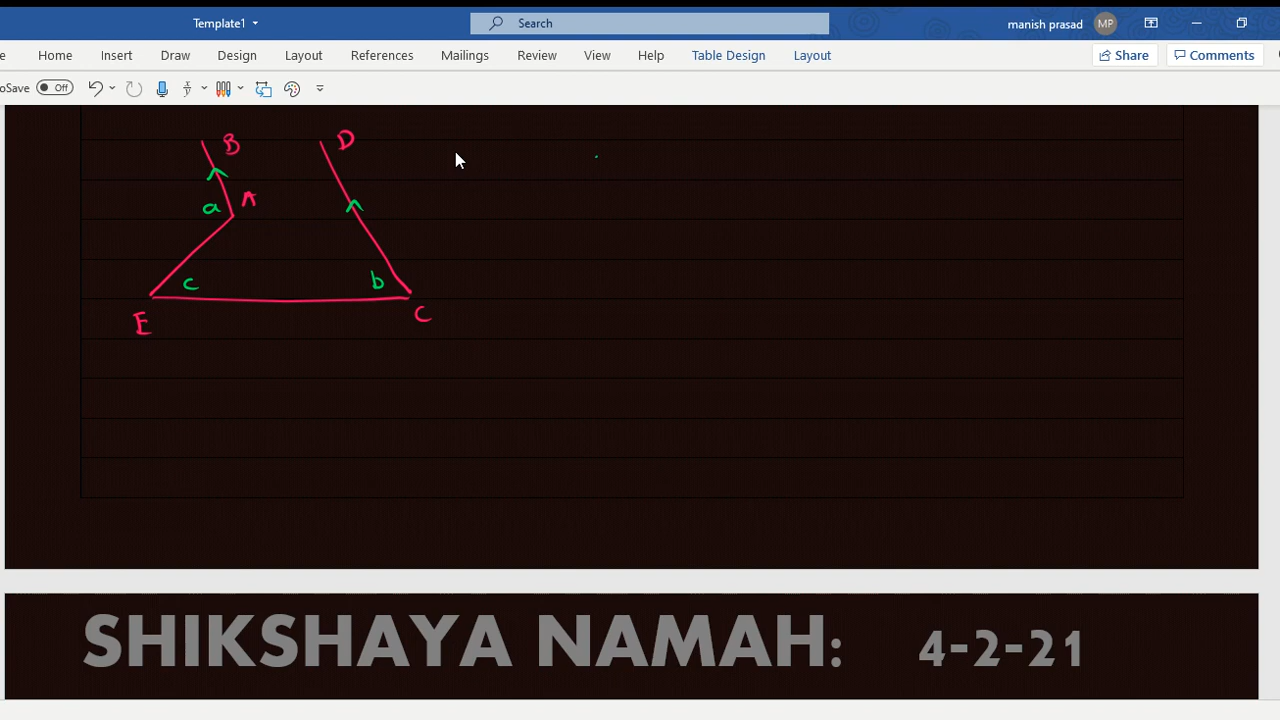 Template1
Search
manish prasad
MP
Home Insert Draw Design Layout References Mailings Review View Help Table Design Layout
Share
Comments
oSave Off
B D
a A
c b
E C
SHIKSHAYA NAMAH: 4-2-21